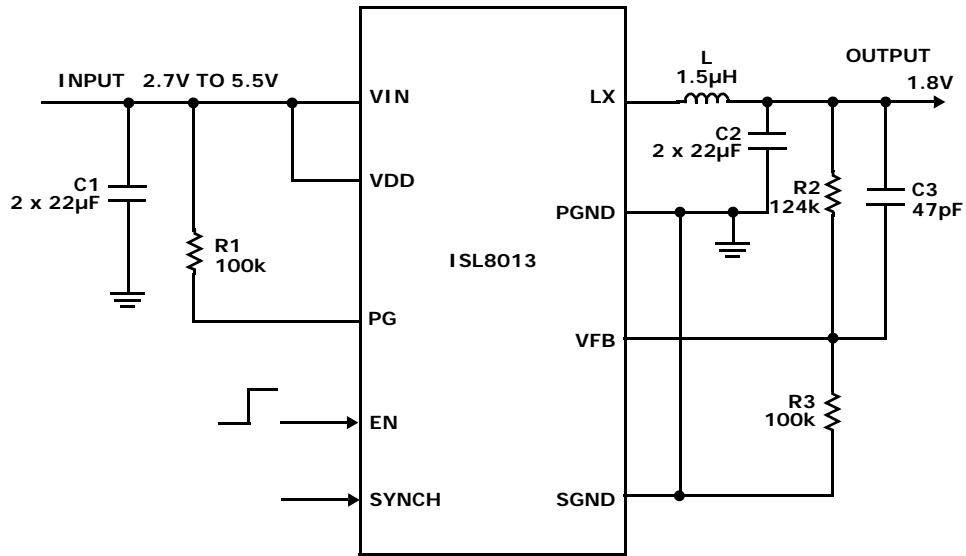 INPUT 2.7V TO 5.5V
C1
2 x 22µF
R1
100k
VIN
VDD
PG
EN
SYNCH
ISL8013
LX
PGND
VFB
SGND
L
1.5µH
OUTPUT
1.8V
C2
2 x 22µF
R2
124k
C3
47pF
R3
100k